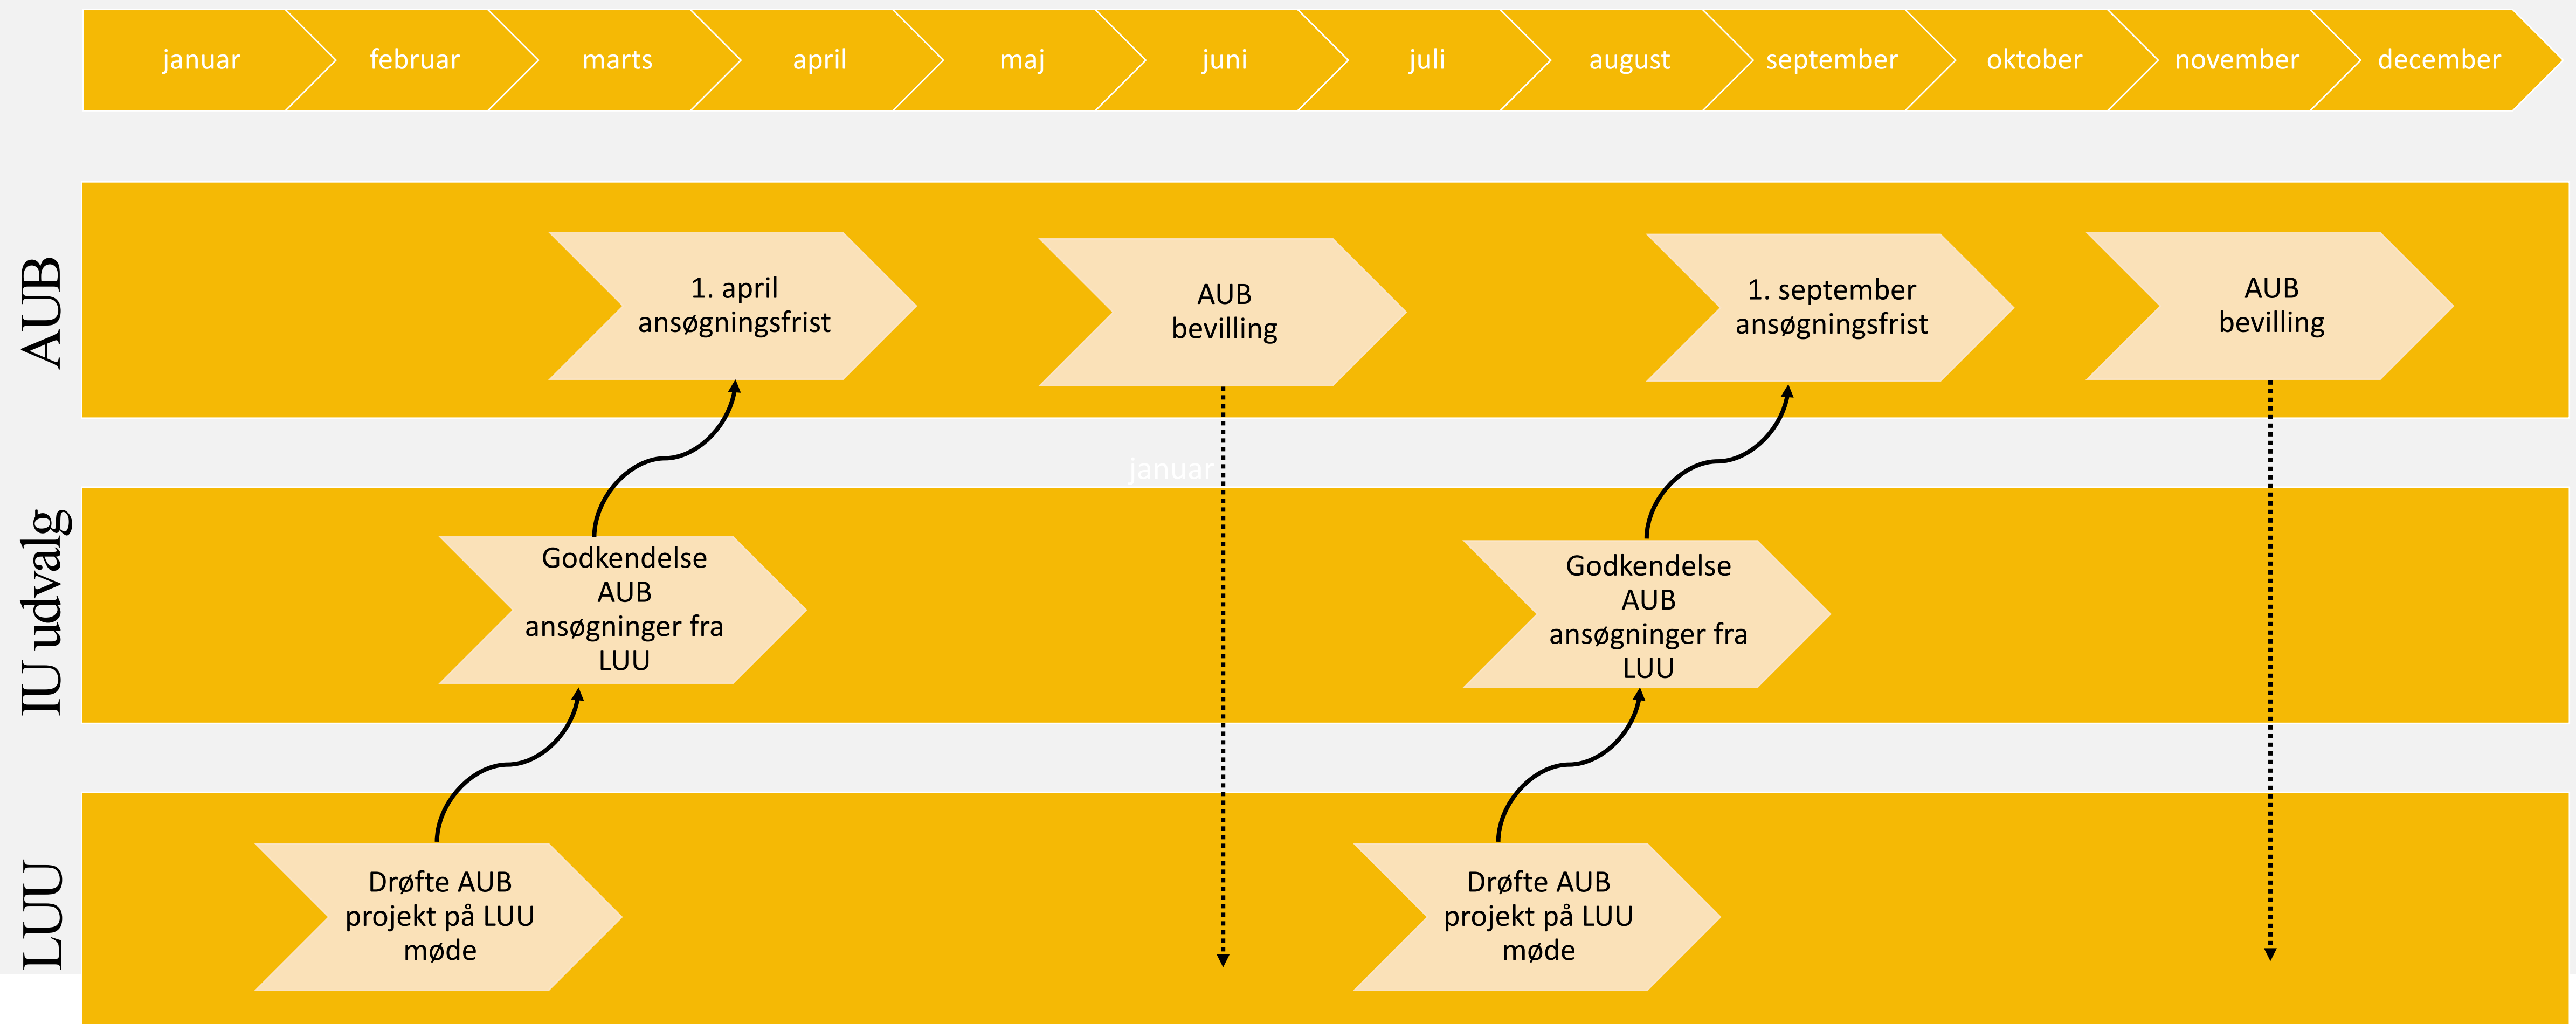 januar
februar
marts
april
maj
juni
juli
august
september
oktober
november
december
AUB
1. april
ansøgningsfrist
AUB
bevilling
1. september
ansøgningsfrist
AUB
bevilling
januar
IU udvalg
Godkendelse
AUB
ansøgninger fra
LUU
Godkendelse
AUB
ansøgninger fra
LUU
LUU
Drøfte AUB
projekt på LUU
møde
Drøfte AUB
projekt på LUU
møde